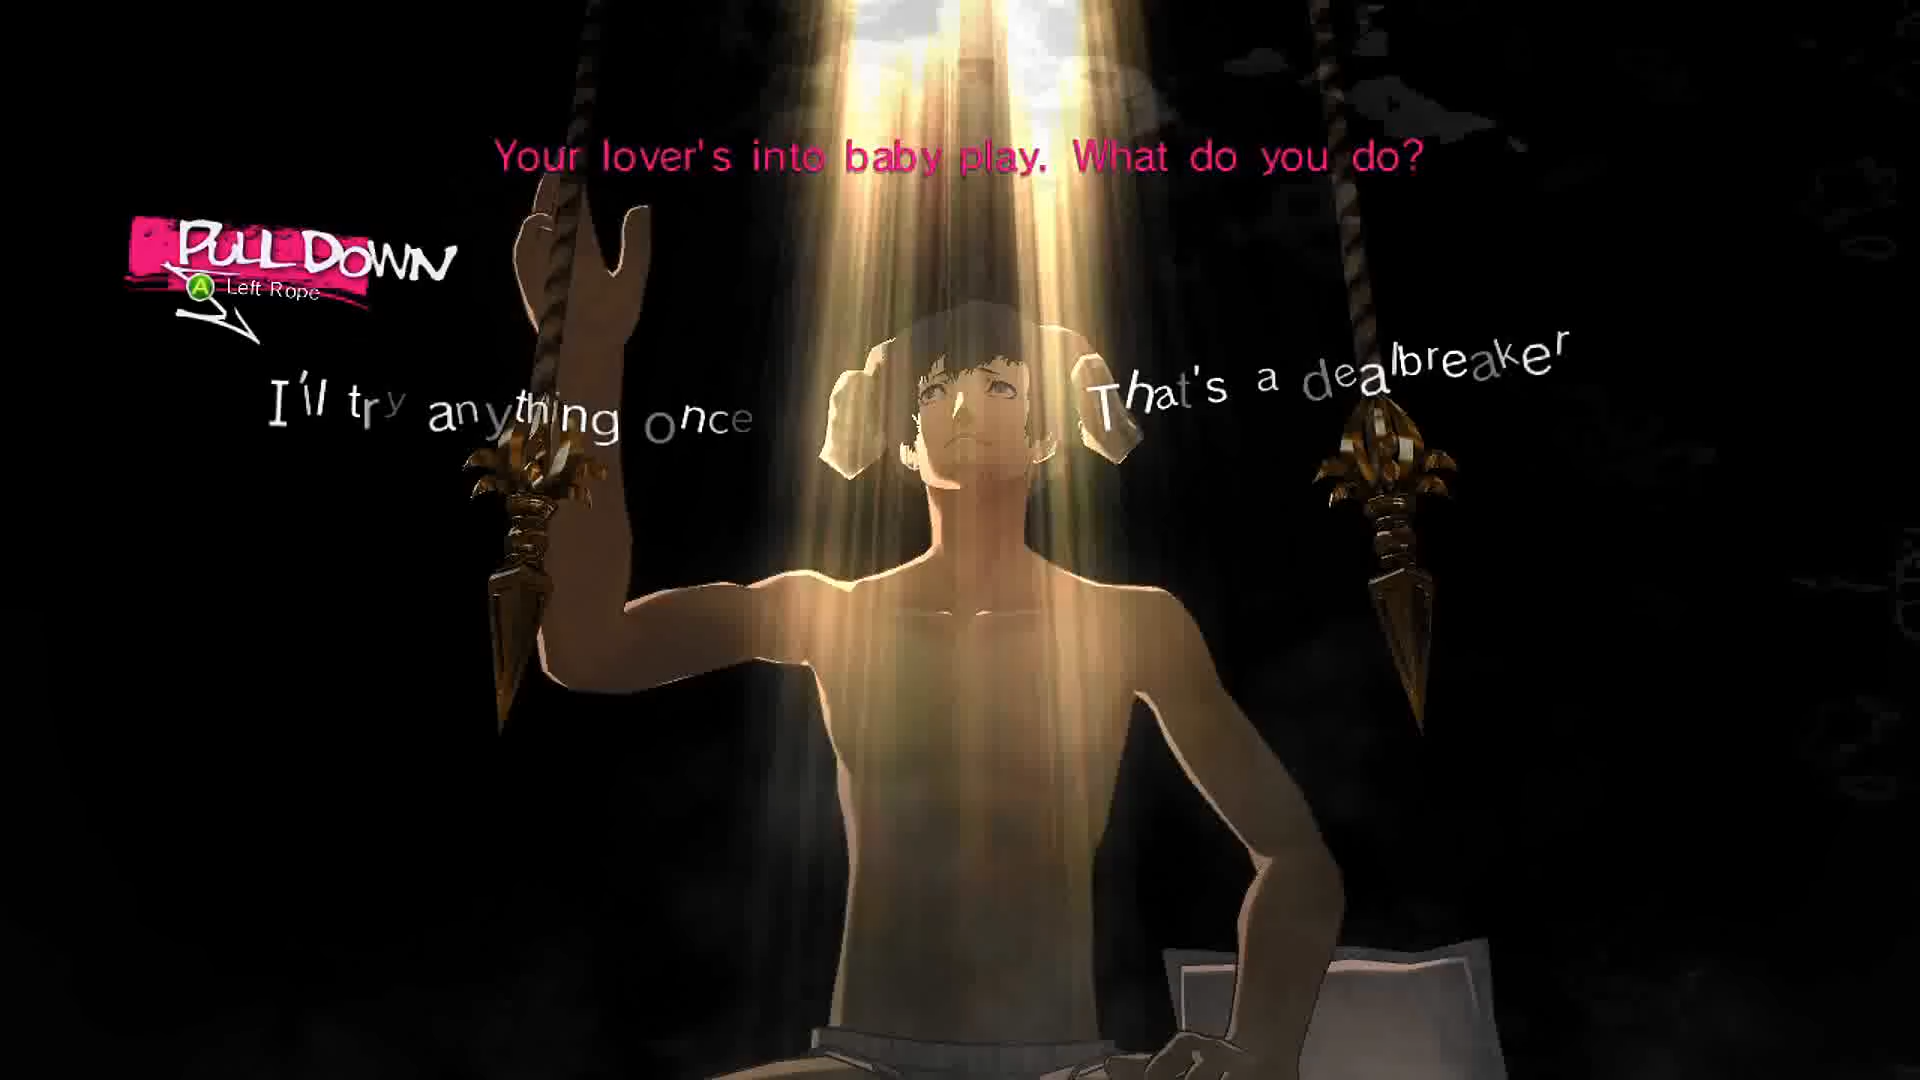 Your lover's into baby play. What do you do?
PULL DOWN
A Left Rope
I'll try anything once
That's a dealbreaker